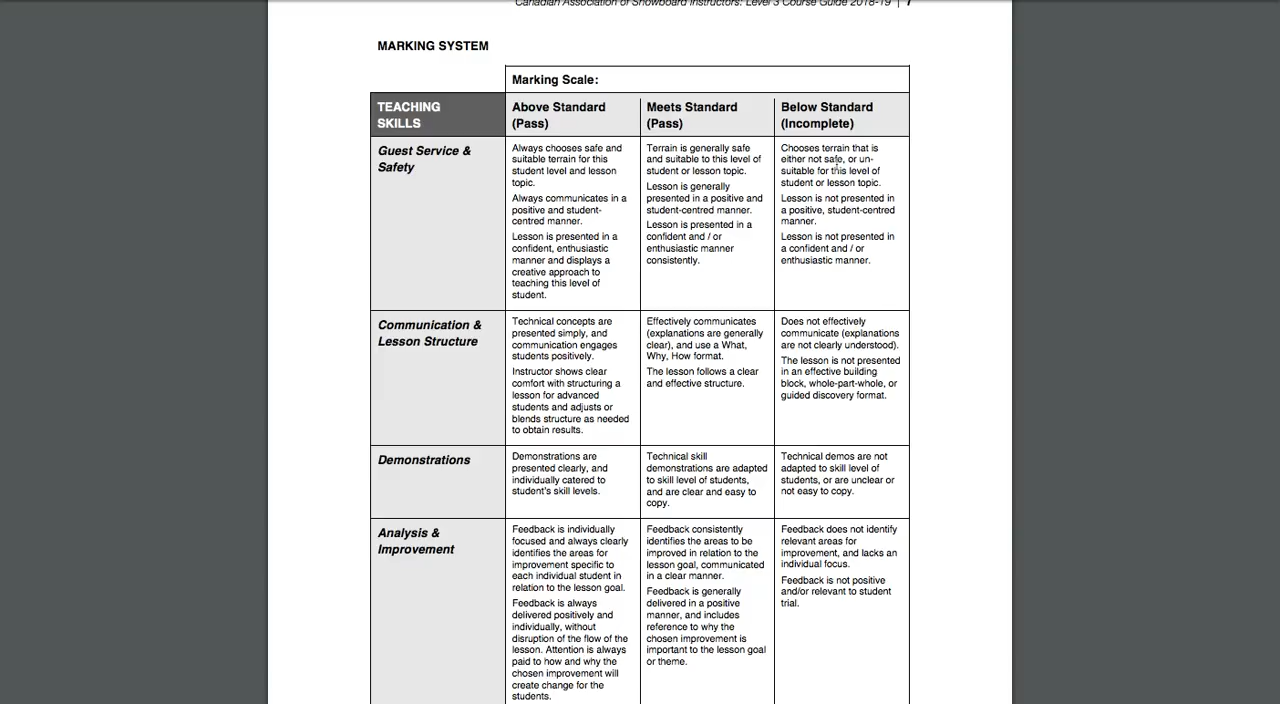 Canadian Association of Snowboard Instructors: Level 3 Course Guide 2018-19 | 7
MARKING SYSTEM
Marking Scale:
TEACHING
SKILLS
Above Standard
(Pass)
Meets Standard
(Pass)
Below Standard
(Incomplete)
Guest Service &
Safety
Always chooses safe and
suitable terrain for this
student level and lesson
topic.
Always communicates in a
positive and student-
centred manner.
Lesson is presented in a
confident, enthusiastic
manner and displays a
creative approach to
teaching this level of
student.
Terrain is generally safe
and suitable to this level of
student or lesson topic.
Lesson is generally
presented in a positive and
student-centred manner.
Lesson is presented in a
confident and / or
enthusiastic manner
consistently.
Chooses terrain that is
either not safe, or un-
suitable for this level of
student or lesson topic.
Lesson is not presented in
a positive, student-centred
manner.
Lesson is not presented in
a confident and / or
enthusiastic manner.
Communication &
Lesson Structure
Technical concepts are
presented simply, and
communication engages
students positively.
Instructor shows clear
comfort with structuring a
lesson for advanced
students and adjusts or
blends structure as needed
to obtain results.
Effectively communicates
(explanations are generally
clear), and use a What,
Why, How format.
The lesson follows a clear
and effective structure.
Does not effectively
communicate (explanations
are not clearly understood).
The lesson is not presented
in an effective building
block, whole-part-whole, or
guided discovery format.
Demonstrations
Demonstrations are
presented clearly, and
individually catered to
student's skill levels.
Technical skill
demonstrations are adapted
to skill level of students,
and are clear and easy to
copy.
Technical demos are not
adapted to skill level of
students, or are unclear or
not easy to copy.
Analysis &
Improvement
Feedback is individually
focused and always clearly
identifies the areas for
improvement specific to
each individual student in
relation to the lesson goal.
Feedback is always
delivered positively and
individually, without
disruption of the flow of the
lesson. Attention is always
paid to how and why the
chosen improvement will
create change for the
students.
Feedback consistently
identifies the areas to be
improved in relation to the
lesson goal, communicated
in a clear manner.
Feedback is generally
delivered in a positive
manner, and includes
reference to why the
chosen improvement is
important to the lesson goal
or theme.
Feedback does not identify
relevant areas for
improvement, and lacks an
individual focus.
Feedback is not positive
and/or relevant to student
trial.